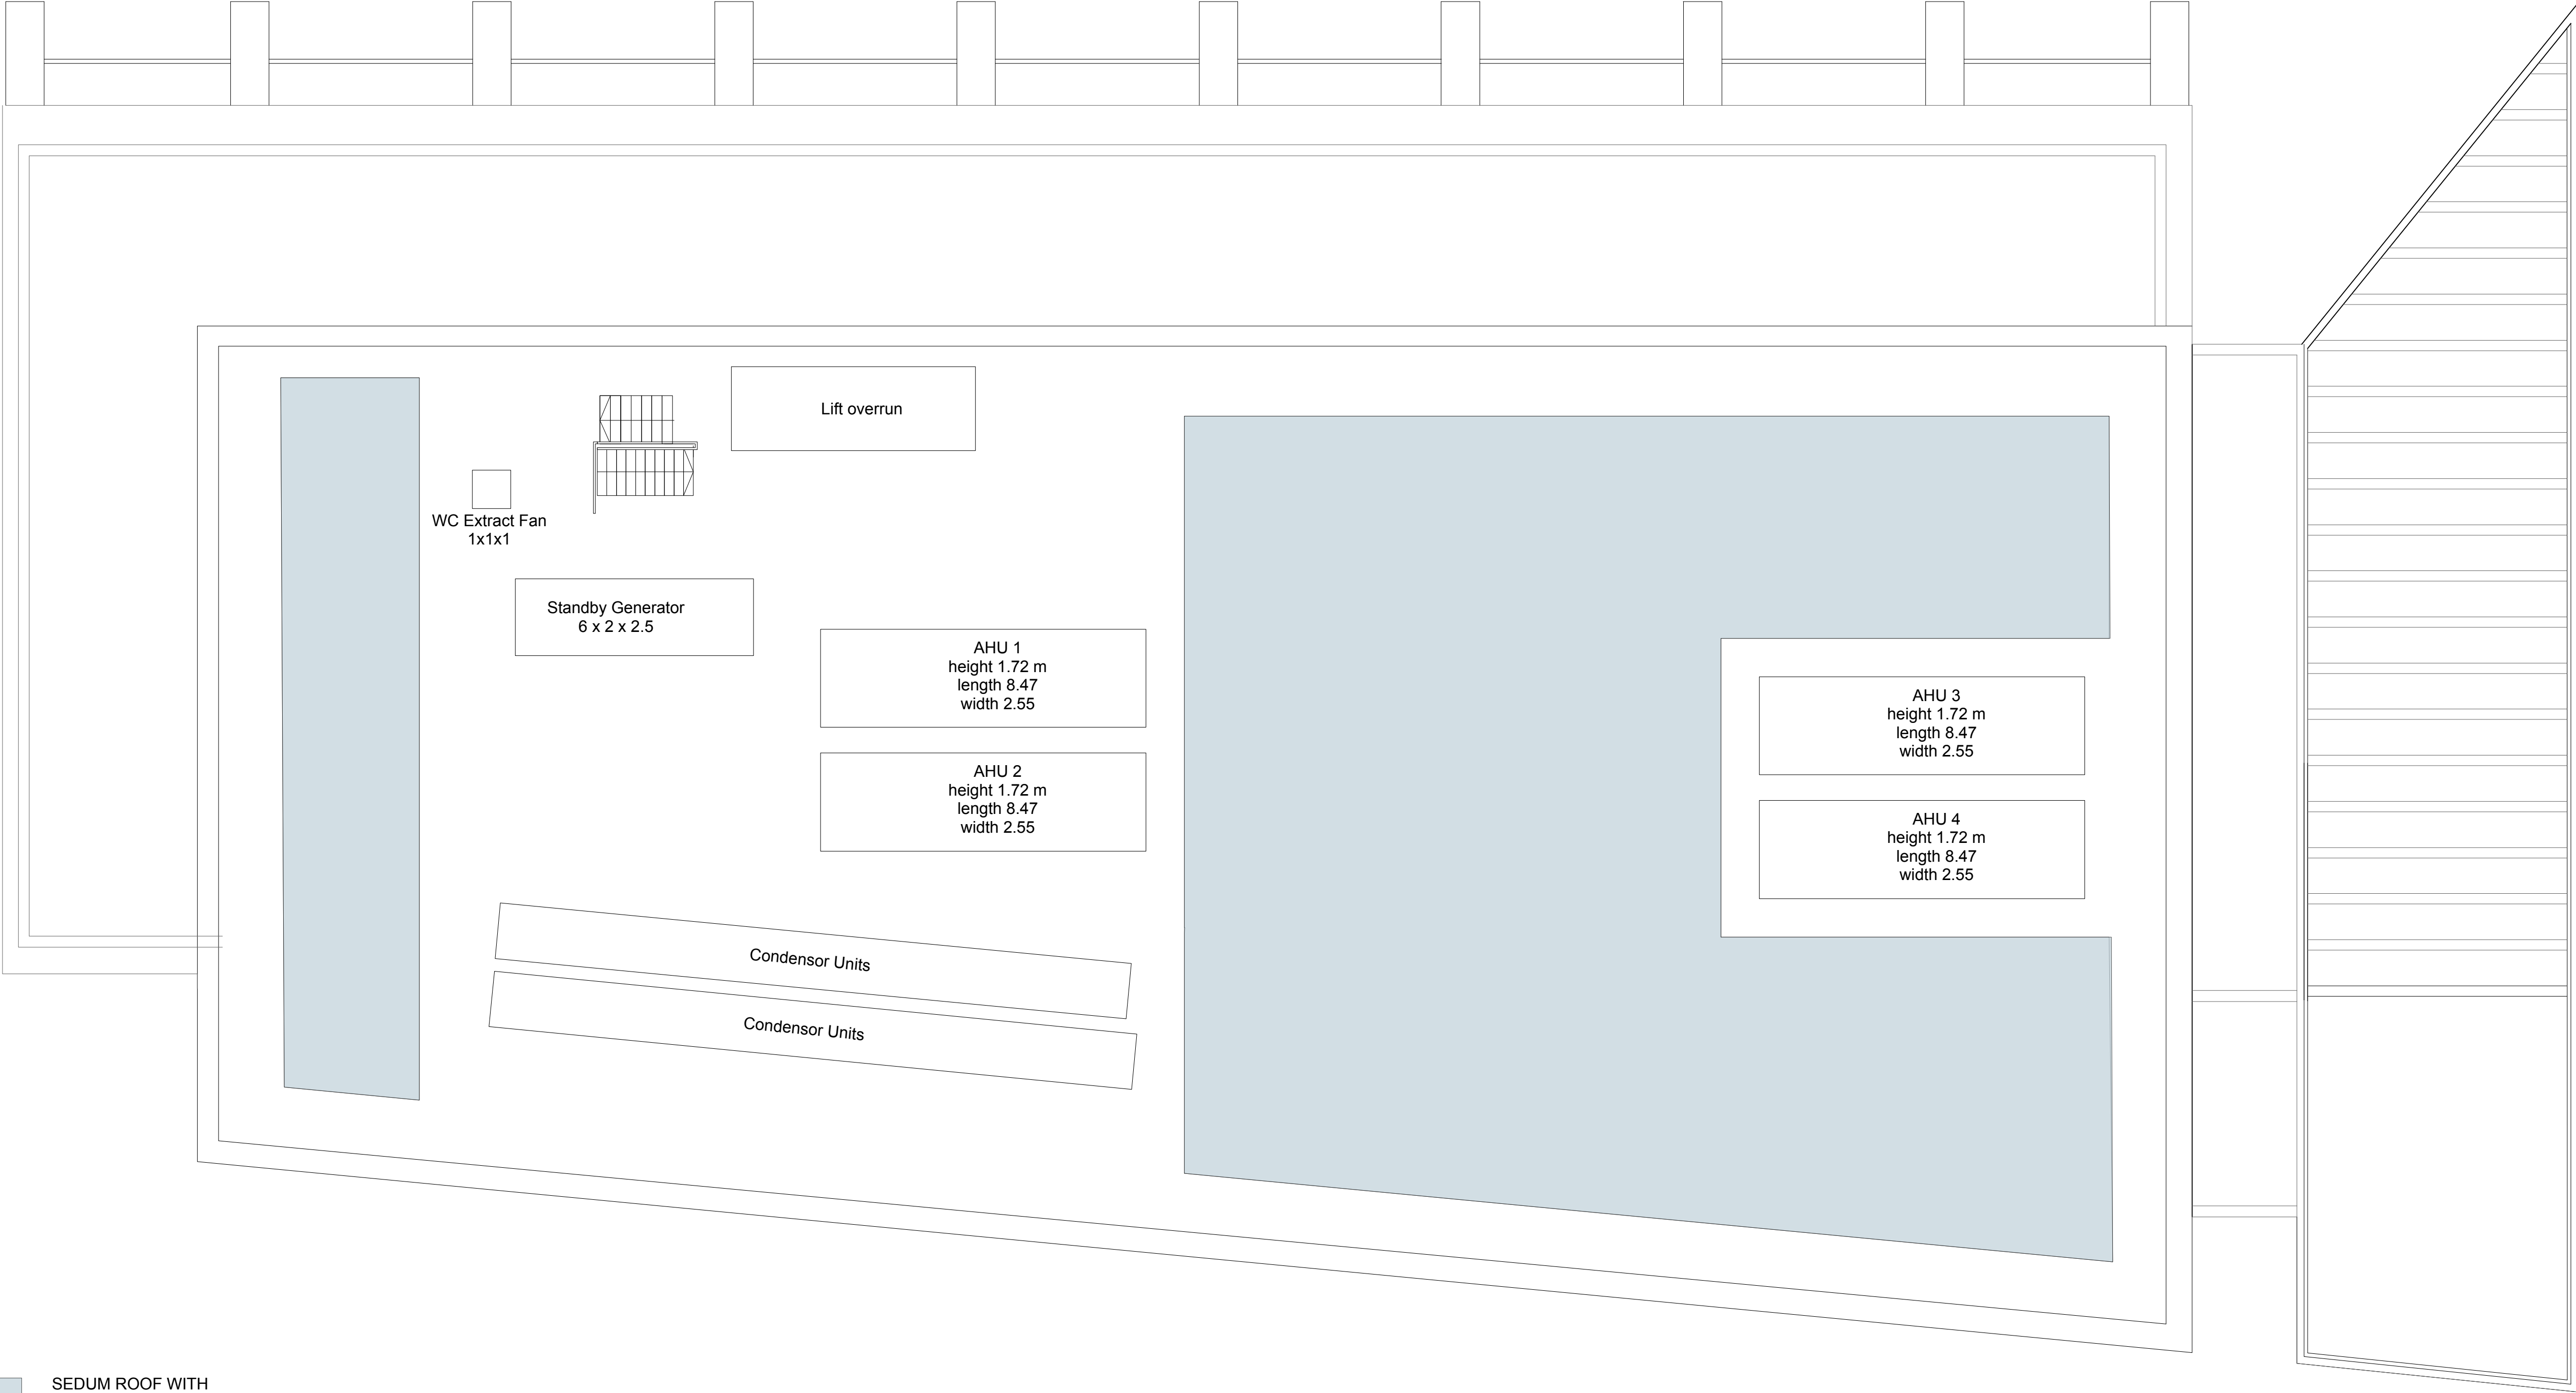 Lift overrun
WC Extract Fan
1x1x1
Standby Generator
6 x 2 x 2.5
AHU 1
height 1.72 m
length 8.47
width 2.55
AHU 3
height 1.72 m
length 8.47
width 2.55
AHU 2
height 1.72 m
length 8.47
width 2.55
AHU 4
height 1.72 m
length 8.47
width 2.55
Condensor Units
Condensor Units
SEDUM ROOF WITH